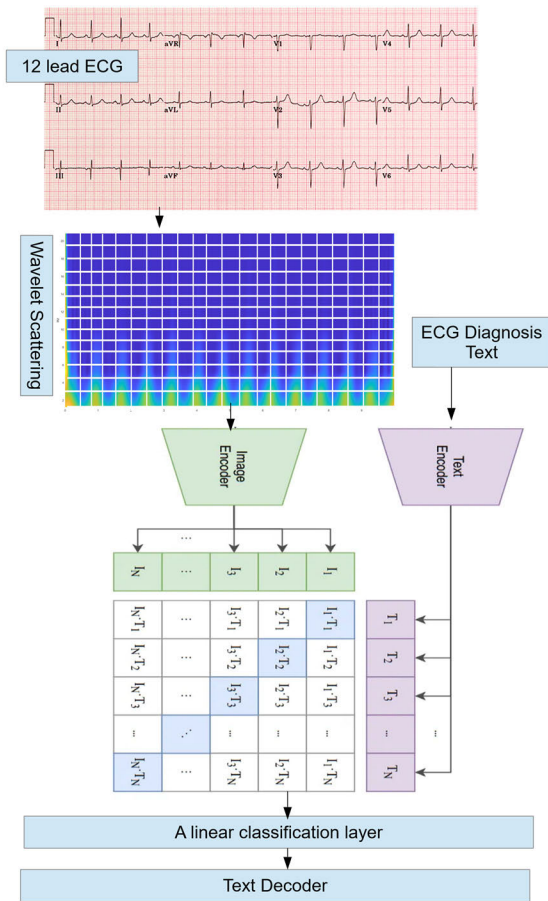 I
aVR
V1
V4
12 lead ECG
II
aVL
V2
V5
III
aVF
V3
V6
Wavelet Scattering
ECG Diagnosis
Text
Image
Encoder
Text
Encoder
...
I_N ... I_3 I_2 I_1
I_N·T_1 ... I_3·T_1 I_2·T_1 I_1·T_1 T_1
I_N·T_2 ... I_3·T_2 I_2·T_2 I_1·T_2 T_2
I_N·T_3 ... I_3·T_3 I_2·T_3 I_1·T_3 T_3
... ⋱ ... ... ... ... ...
I_N·T_N ... I_3·T_N I_2·T_N I_1·T_N T_N
A linear classification layer
Text Decoder